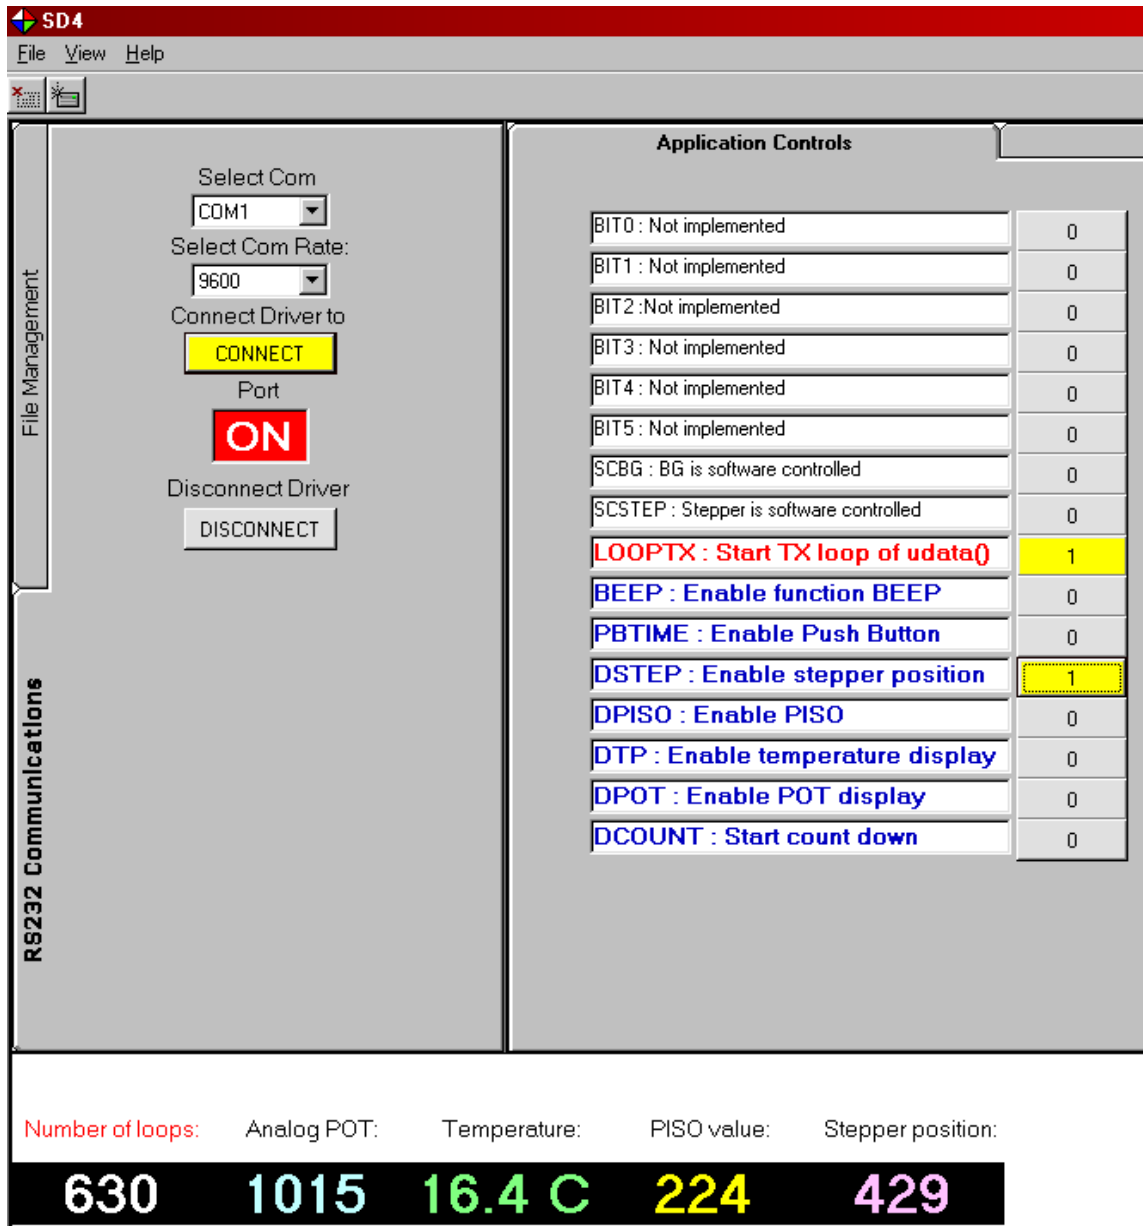 SD4
File View Help
File Management
RS232 Communications
Select Com
COM1
Select Com Rate:
9600
Connect Driver to
CONNECT
Port
ON
Disconnect Driver
DISCONNECT
Application Controls
BIT0 : Not implemented 0
BIT1 : Not implemented 0
BIT2 :Not implemented 0
BIT3 : Not implemented 0
BIT4 : Not implemented 0
BIT5 : Not implemented 0
SCBG : BG is software controlled 0
SCSTEP : Stepper is software controlled 0
LOOPTX : Start TX loop of udata() 1
BEEP : Enable function BEEP 0
PBTIME : Enable Push Button 0
DSTEP : Enable stepper position 1
DPISO : Enable PISO 0
DTP : Enable temperature display 0
DPOT : Enable POT display 0
DCOUNT : Start count down 0
Number of loops: Analog POT: Temperature: PISO value: Stepper position:
630 1015 16.4 C 224 429